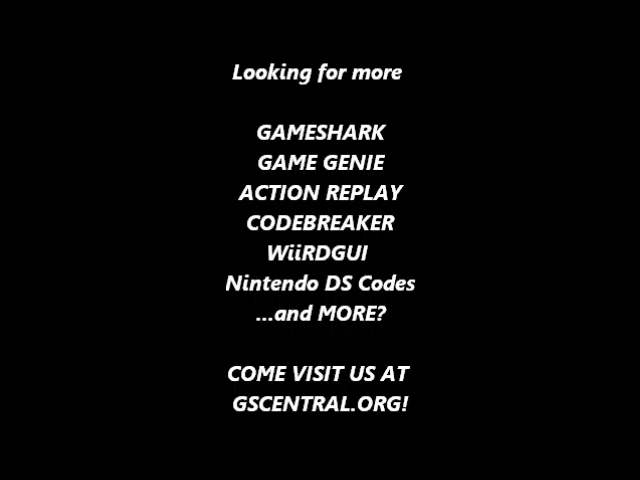 Looking for more
GAMESHARK
GAME GENIE
ACTION REPLAY
CODEBREAKER
WiiRDGUI
Nintendo DS Codes
...and MORE?
COME VISIT US AT
GSCENTRAL.ORG!